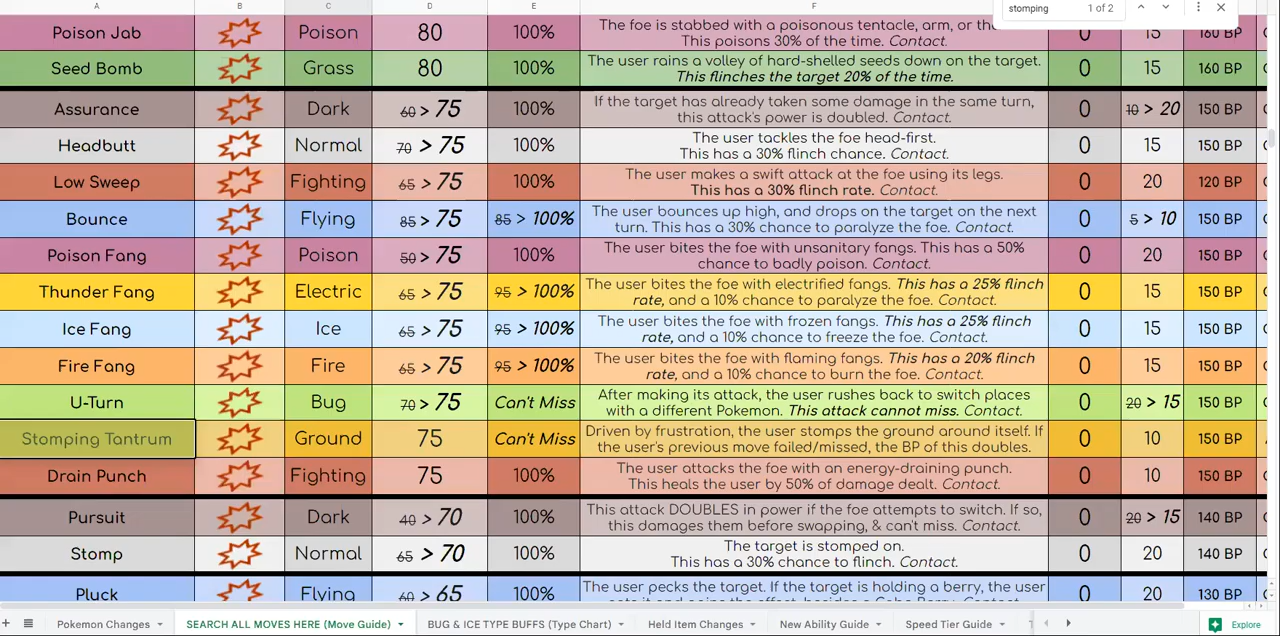 A B C D E F
stomping 1 of 2
Poison Jab Poison 80 100% The foe is stabbed with a poisonous tentacle, arm, or
This poisons 30% of the time. Contact. 0 15 160 BP
Seed Bomb Grass 80 100% The user rains a volley of hard-shelled seeds down on the target.
This flinches the target 20% of the time. 0 15 160 BP
Assurance Dark 60 > 75 100% If the target has already taken some damage in the same turn,
this attack's power is doubled. Contact. 0 10 > 20 150 BP
Headbutt Normal 70 > 75 100% The user tackles the foe head-first.
This has a 30% flinch chance. Contact. 0 15 150 BP
Low Sweep Fighting 65 > 75 100% The user makes a swift attack at the foe using its legs.
This has a 30% flinch rate. Contact. 0 20 120 BP
Bounce Flying 85 > 75 85 > 100% The user bounces up high, and drops on the target on the next
turn. This has a 30% chance to paralyze the foe. Contact. 0 5 > 10 150 BP
Poison Fang Poison 50 > 75 100% The user bites the foe with unsanitary fangs. This has a 50%
chance to badly poison. Contact. 0 20 150 BP
Thunder Fang Electric 65 > 75 95 > 100% The user bites the foe with electrified fangs. This has a 25% flinch
rate, and a 10% chance to paralyze the foe. Contact. 0 15 150 BP
Ice Fang Ice 65 > 75 95 > 100% The user bites the foe with frozen fangs. This has a 25% flinch
rate, and a 10% chance to freeze the foe. Contact. 0 15 150 BP
Fire Fang Fire 65 > 75 95 > 100% The user bites the foe with flaming fangs. This has a 20% flinch
rate, and a 10% chance to burn the foe. Contact. 0 15 150 BP
U-Turn Bug 70 > 75 Can't Miss After making its attack, the user rushes back to switch places
with a different Pokemon. This attack cannot miss. Contact. 0 20 > 15 150 BP
Stomping Tantrum Ground 75 Can't Miss Driven by frustration, the user stomps the ground around itself. If
the user's previous move failed/missed, the BP of this doubles. 0 10 150 BP
Drain Punch Fighting 75 100% The user attacks the foe with an energy-draining punch.
This heals the user by 50% of damage dealt. Contact. 0 10 150 BP
Pursuit Dark 40 > 70 100% This attack DOUBLES in power if the foe attempts to switch. If so,
this damages them before swapping, & can't miss. Contact. 0 20 > 15 140 BP
Stomp Normal 65 > 70 100% The target is stomped on.
This has a 30% chance to flinch. Contact. 0 20 140 BP
Pluck Flying 60 > 65 100% The user pecks the target. If the target is holding a berry, the user 0 20 130 BP
Pokemon Changes SEARCH ALL MOVES HERE (Move Guide) BUG & ICE TYPE BUFFS (Type Chart) Held Item Changes New Ability Guide Speed Tier Guide Explore